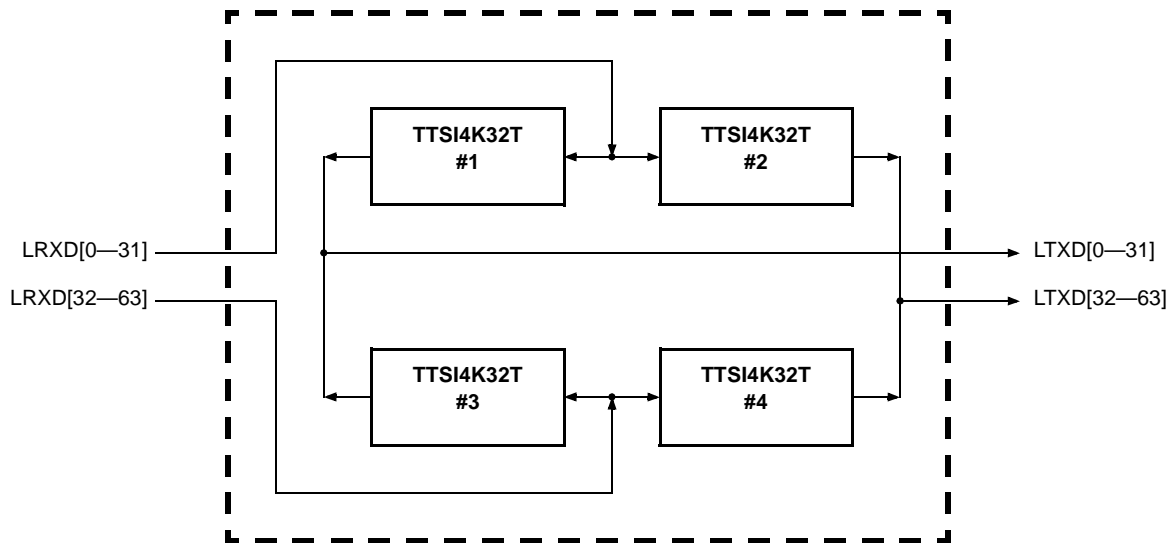 TTSI4K32T
#1
TTSI4K32T
#2
LRXD[0—31]
LTXD[0—31]
LRXD[32—63]
LTXD[32—63]
TTSI4K32T
#3
TTSI4K32T
#4